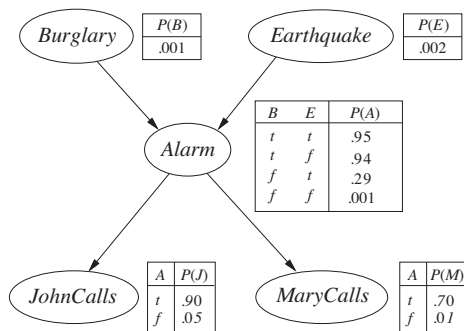 Burglary
P(B)
.001
Earthquake
P(E)
.002
Alarm
B E P(A)
t t .95
t f .94
f t .29
f f .001
JohnCalls
A P(J)
t .90
f .05
MaryCalls
A P(M)
t .70
f .01